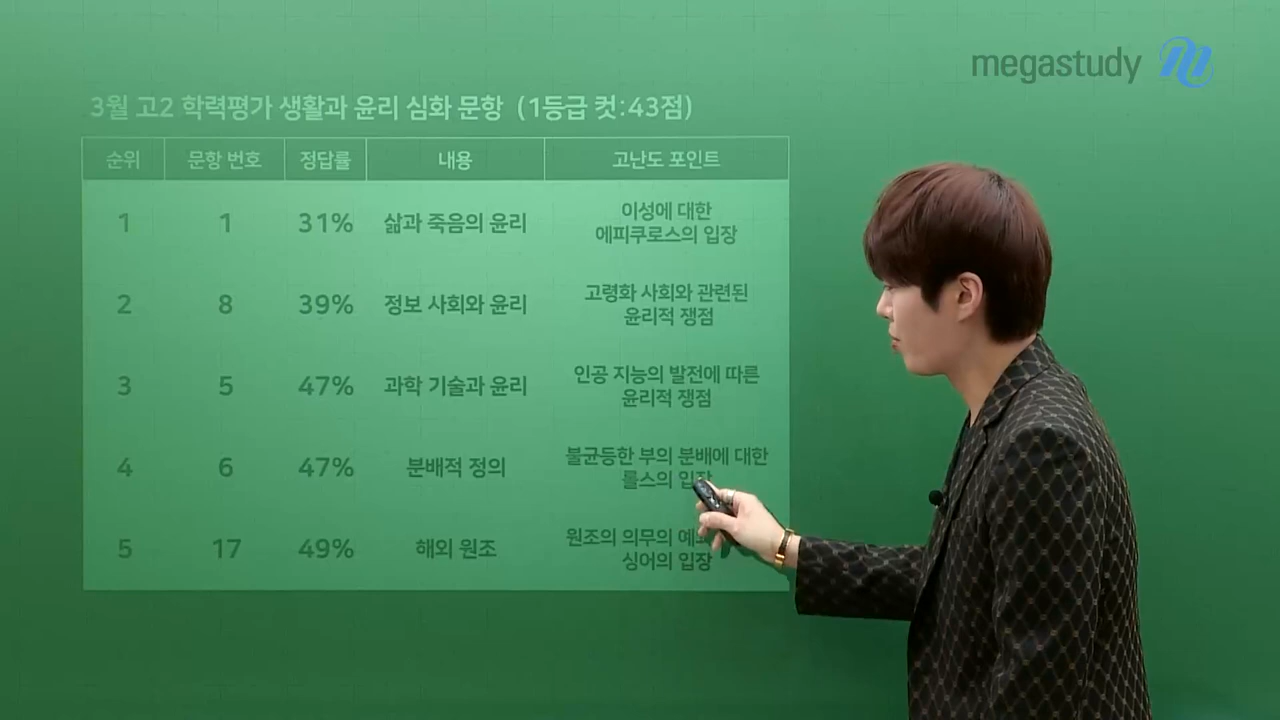 megastudy
3월 고2 학력평가 생활과 윤리 심화 문항 (1등급 컷:43점)
순위 문항 번호 정답률 내용 고난도 포인트
1 1 31% 삶과 죽음의 윤리 이성에 대한
에피쿠로스의 입장
2 8 39% 정보 사회와 윤리 고령화 사회와 관련된
윤리적 쟁점
3 5 47% 과학 기술과 윤리 인공 지능의 발전에 따른
윤리적 쟁점
4 6 47% 분배적 정의 불균등한 부의 분배에 대한
롤스의 입장
5 17 49% 해외 원조 원조의 의무의
싱어의 입장